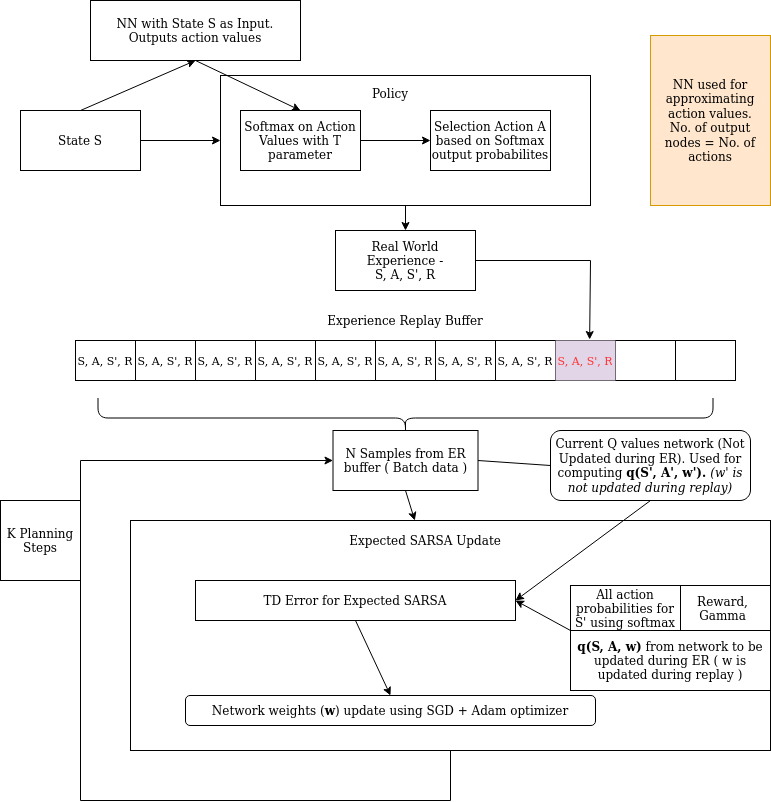 NN with State S as Input.
Outputs action values
Policy
State S
Softmax on Action
Values with T
parameter
Selection Action A
based on Softmax
output probabilites
NN used for
approximating
action values.
No. of output
nodes = No. of
actions
Real World
Experience -
S, A, S', R
Experience Replay Buffer
S, A, S', R S, A, S', R S, A, S', R S, A, S', R S, A, S', R S, A, S', R S, A, S', R S, A, S', R S, A, S', R
N Samples from ER
buffer ( Batch data )
Current Q values network (Not
Updated during ER). Used for
computing q(S', A', w'). (w' is
not updated during replay)
K Planning
Steps
Expected SARSA Update
TD Error for Expected SARSA
All action
probabilities for
S' using softmax
Reward,
Gamma
q(S, A, w) from network to be
updated during ER ( w is
updated during replay )
Network weights (w) update using SGD + Adam optimizer